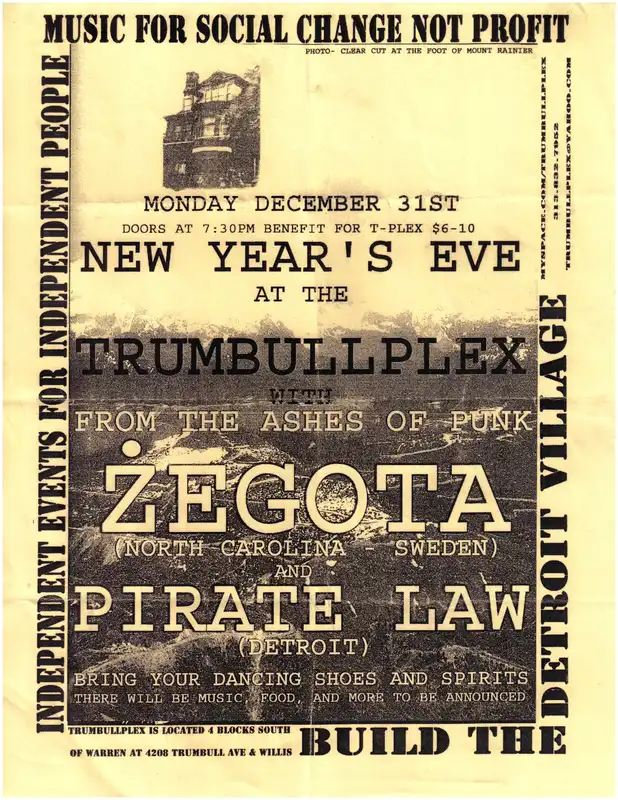 MUSIC FOR SOCIAL CHANGE NOT PROFIT
PHOTO- CLEAR CUT AT THE FOOT OF MOUNT RAINIER
INDEPENDENT EVENTS FOR INDEPENDENT PEOPLE
MYSPACE.COM/TRUMBULLPLEX
313.832.7952
TRUMBULLPLEX@YAHOO.COM
MONDAY DECEMBER 31ST
DOORS AT 7:30PM BENEFIT FOR T-PLEX $6-10
NEW YEAR'S EVE
AT THE
TRUMBULLPLEX
WITH
FROM THE ASHES OF PUNK
ŻEGOTA
(NORTH CAROLINA - SWEDEN)
AND
PIRATE LAW
(DETROIT)
BRING YOUR DANCING SHOES AND SPIRITS
THERE WILL BE MUSIC, FOOD, AND MORE TO BE ANNOUNCED
TRUMBULLPLEX IS LOCATED 4 BLOCKS SOUTH
OF WARREN AT 4208 TRUMBULL AVE & WILLIS
BUILD THE
DETROIT VILLAGE